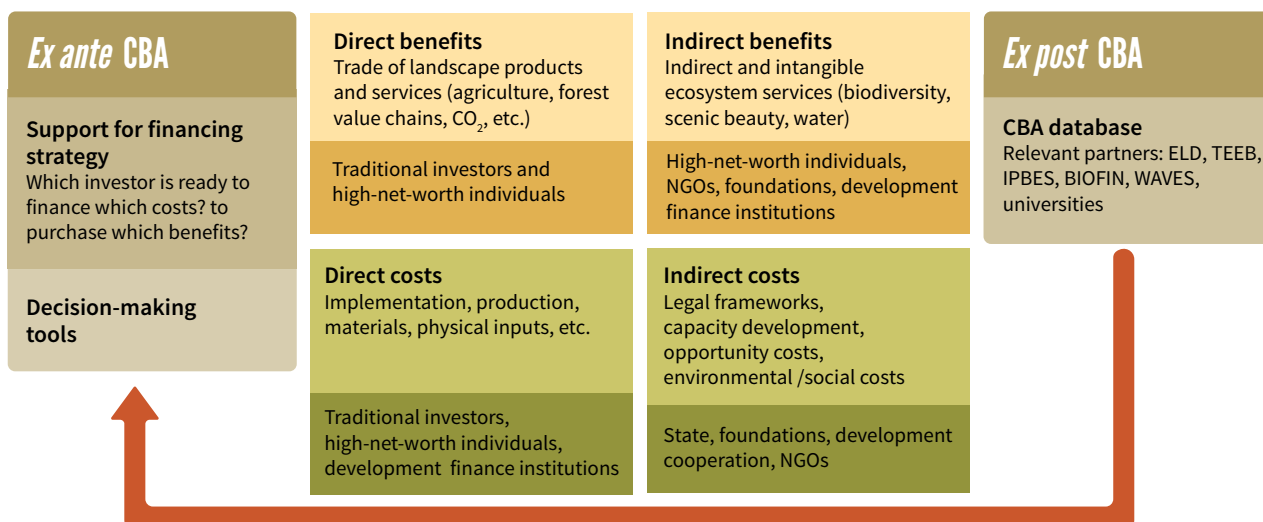 Ex ante CBA
Support for financing
strategy
Which investor is ready to
finance which costs? to
purchase which benefits?
Decision-making
tools
Direct benefits
Trade of landscape products
and services (agriculture, forest
value chains, CO₂, etc.)
Traditional investors and
high-net-worth individuals
Indirect benefits
Indirect and intangible
ecosystem services (biodiversity,
scenic beauty, water)
High-net-worth individuals,
NGOs, foundations, development
finance institutions
Direct costs
Implementation, production,
materials, physical inputs, etc.
Traditional investors,
high-net-worth individuals,
development finance institutions
Indirect costs
Legal frameworks,
capacity development,
opportunity costs,
environmental /social costs
State, foundations, development
cooperation, NGOs
Ex post CBA
CBA database
Relevant partners: ELD, TEEB,
IPBES, BIOFIN, WAVES,
universities